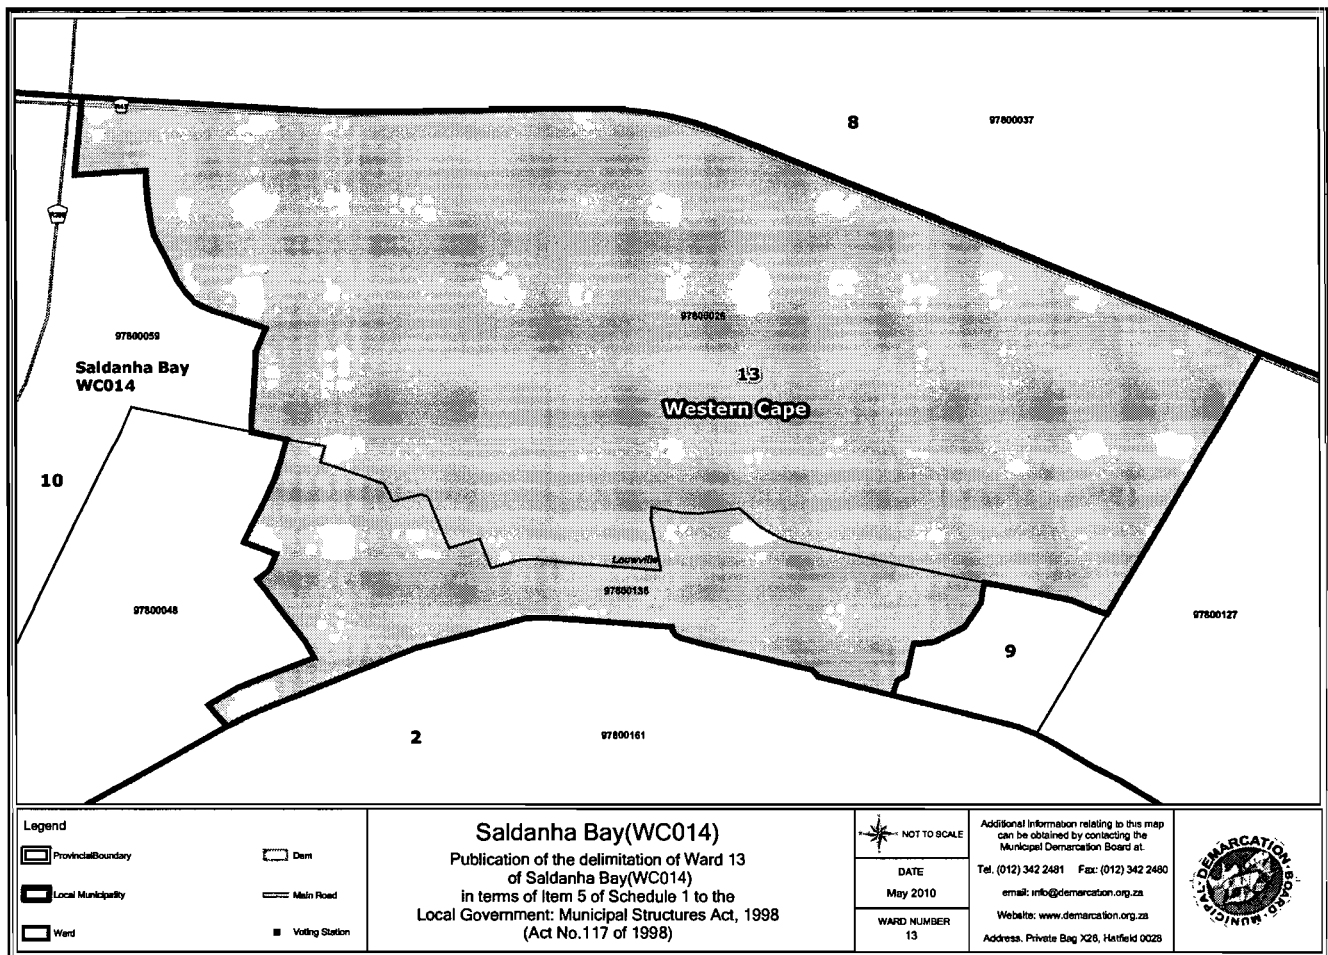 8
97800037
97800059
Saldanha Bay
WC014
97800026
13
Western Cape
10
Louwville
97800136
97800048
9
97800127
2
97800161
Legend
ProvincialBoundary
Dam
Local Municipality
Main Road
Ward
Voting Station
Saldanha Bay(WC014)
Publication of the delimitation of Ward 13
of Saldanha Bay(WC014)
in terms of Item 5 of Schedule 1 to the
Local Government: Municipal Structures Act, 1998
(Act No.117 of 1998)
NOT TO SCALE
DATE
May 2010
WARD NUMBER
13
Additional Information relating to this map
can be obtained by contacting the
Municipal Demarcation Board at.
Tel. (012) 342 2481 Fax: (012) 342 2480
email: info@demarcation.org.za
Website: www.demarcation.org.za
Address. Private Bag X28, Hatfield 0028
MUNICIPAL DEMARCATION BOARD